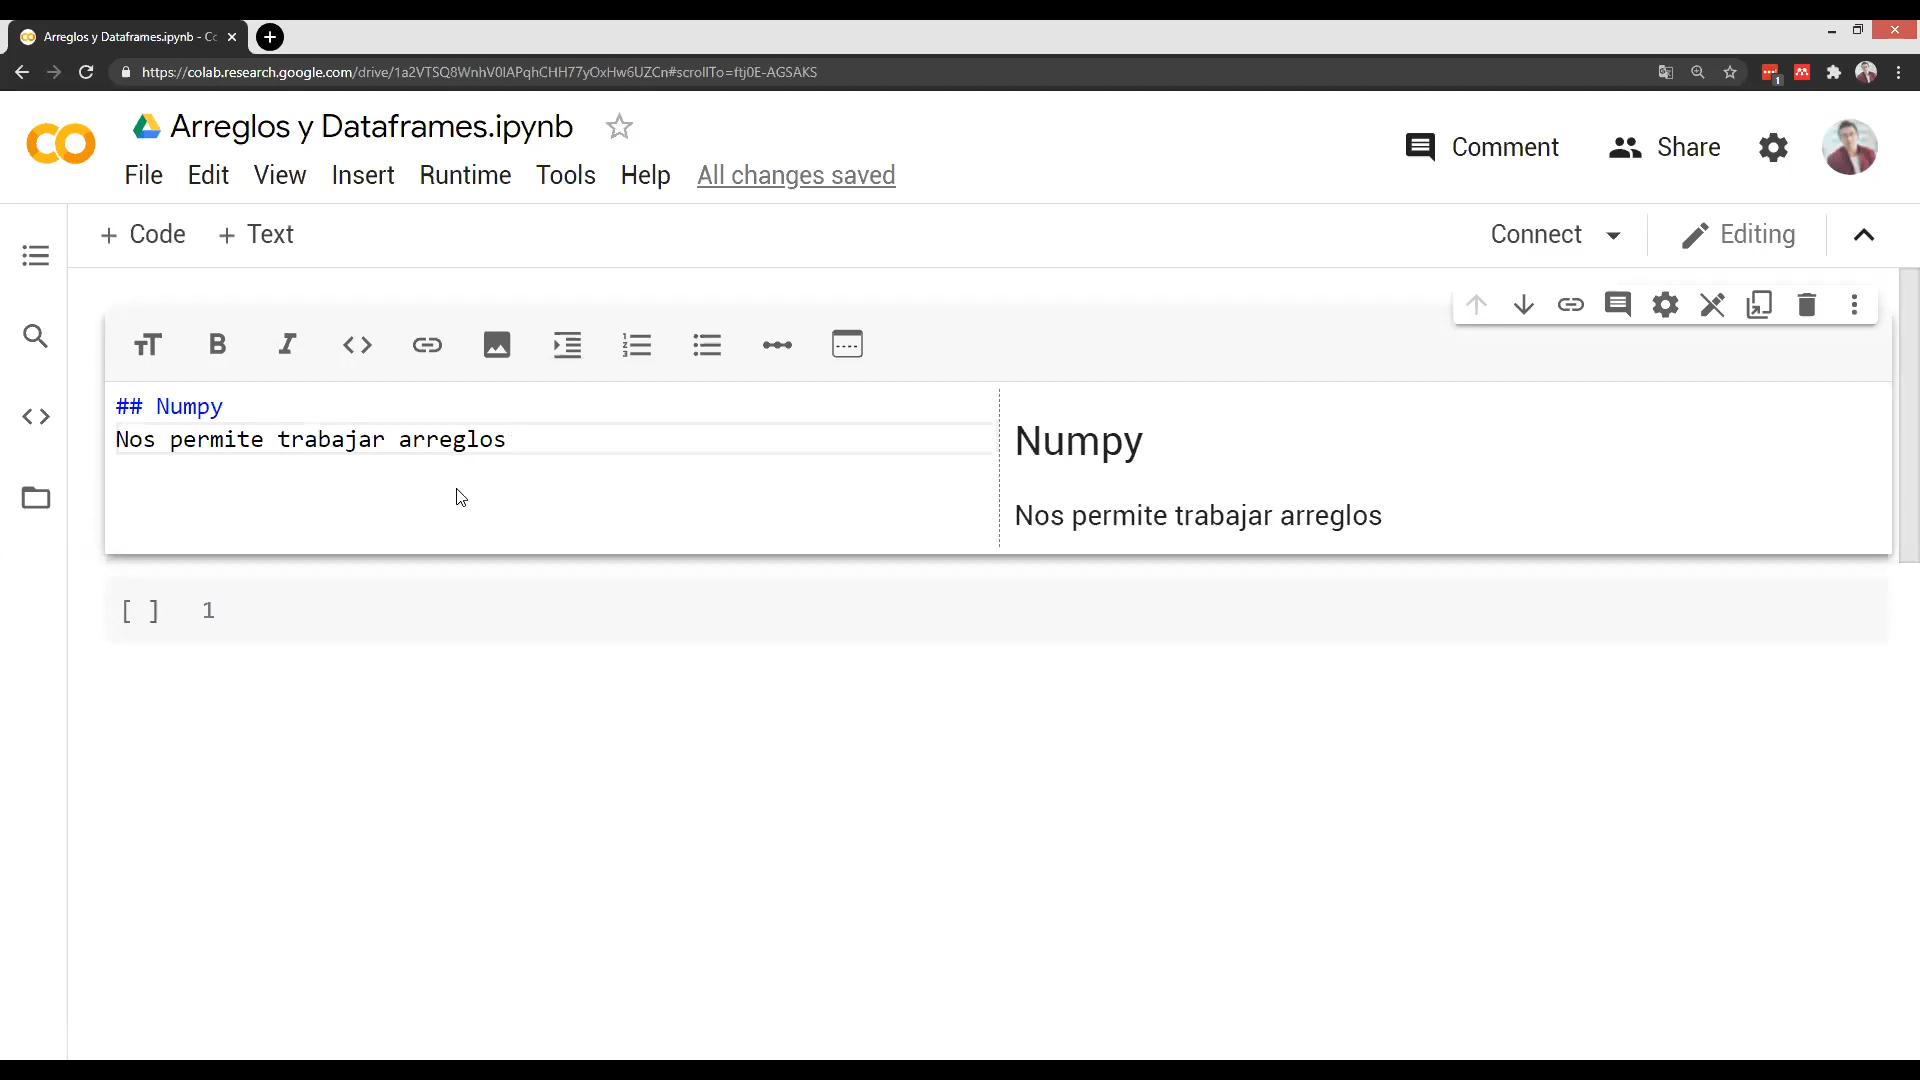 Arreglos y Dataframes.ipynb - Co
https://colab.research.google.com/drive/1a2VTSQ8WnhV0IAPqhCHH77yOxHw6UZCn#scrollTo=ftj0E-AGSAKS
1
Arreglos y Dataframes.ipynb
Comment
Share
File Edit View Insert Runtime Tools Help All changes saved
+ Code + Text
Connect
Editing
## Numpy
Nos permite trabajar arreglos
Numpy
Nos permite trabajar arreglos
[ ] 1